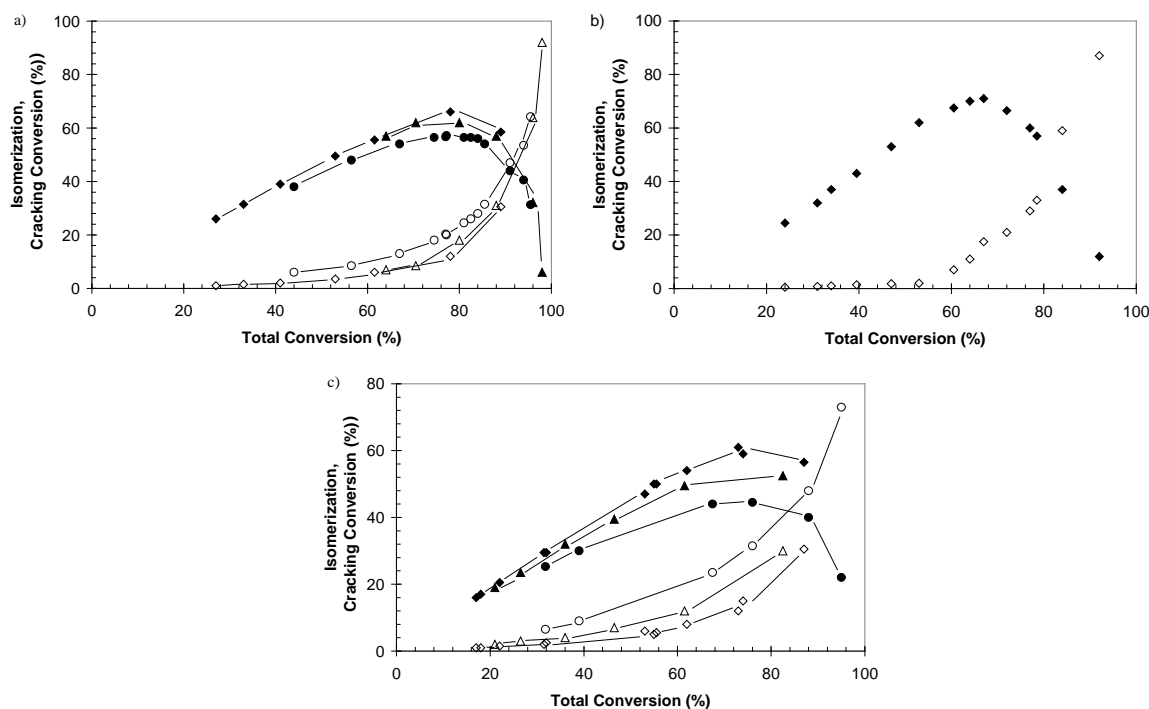 a)
Isomerization,
Cracking Conversion (%))
100
80
60
40
20
0
0 20 40 60 80 100
Total Conversion (%)
b)
Isomerization,
Cracking Conversion (%)
100
80
60
40
20
0
0 20 40 60 80 100
Total Conversion (%)
c)
Isomerization,
Cracking Conversion (%))
80
60
40
20
0
0 20 40 60 80 100
Total Conversion (%)